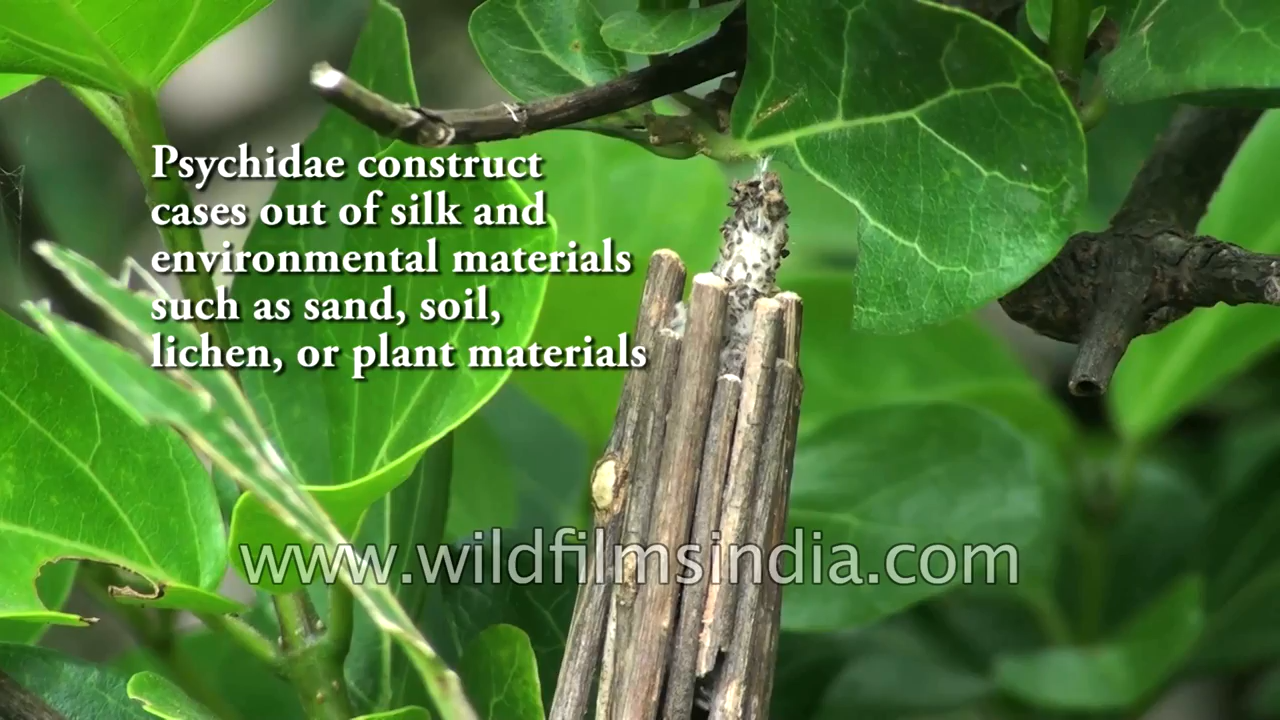 Psychidae construct
cases out of silk and
environmental materials
such as sand, soil,
lichen, or plant materials
www.wildfilmsindia.com